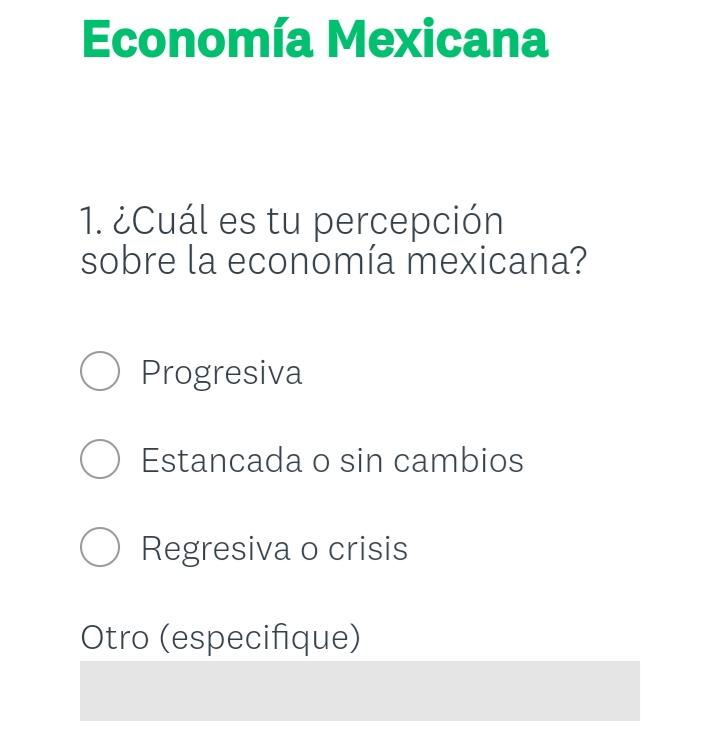 Economía Mexicana
1. ¿Cuál es tu percepción
sobre la economía mexicana?
Progresiva
Estancada o sin cambios
Regresiva o crisis
Otro (especifique)